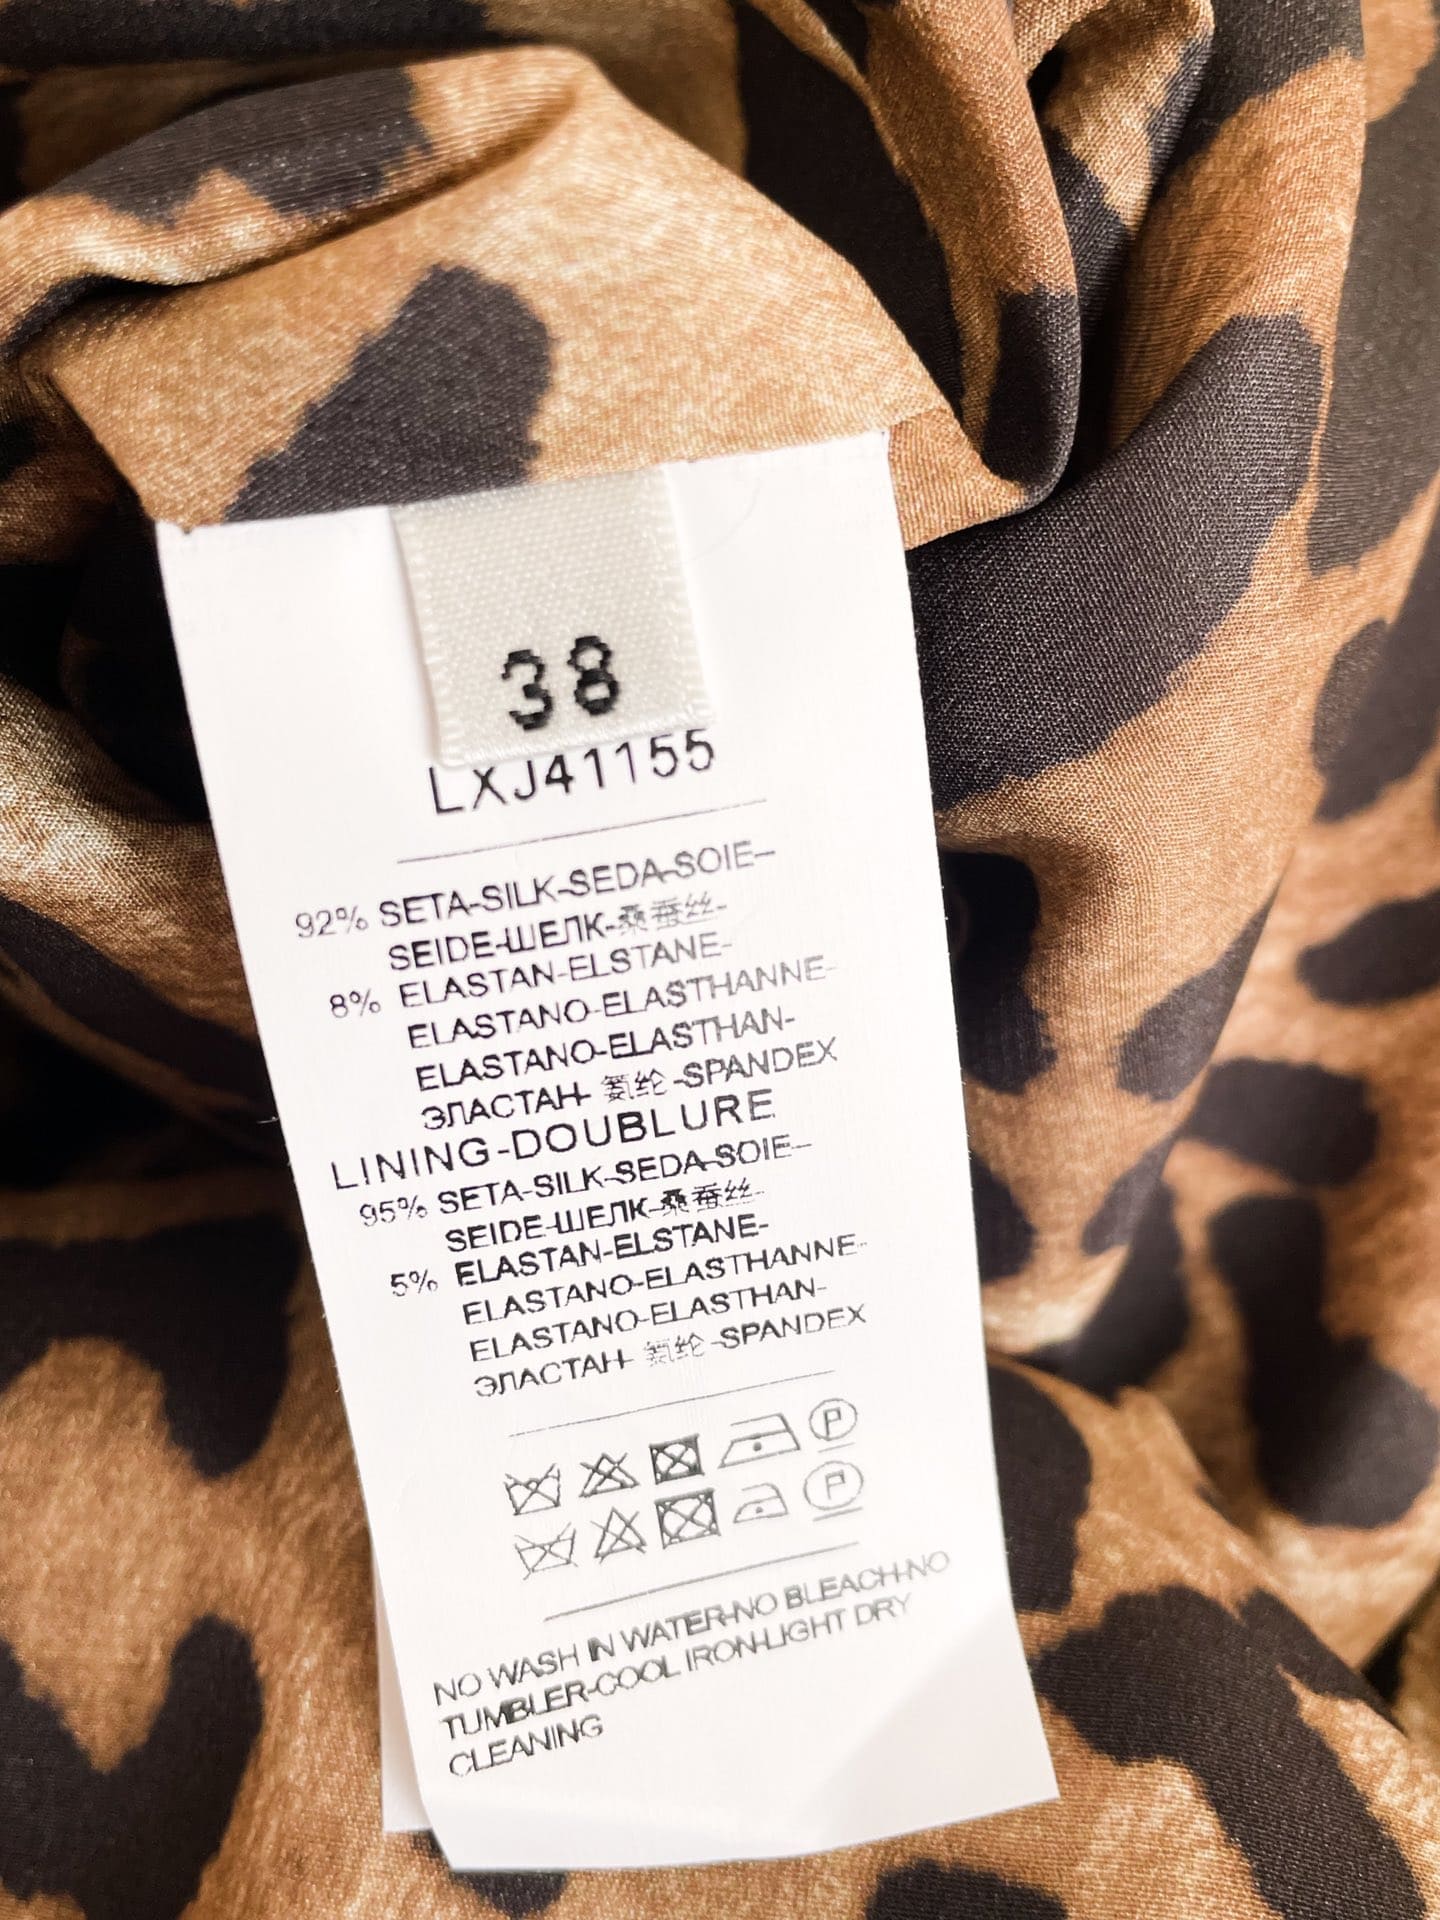 38
LXJ41155
92% SETA-SILK-SEDA-SOIE-
SEIDE-ШЕЛК-桑蚕丝-
8% ELASTAN-ELSTANE-
ELASTANO-ELASTHANNE-
ELASTANO-ELASTHAN-
ЭЛАСТАН- 氨纶 -SPANDEX
LINING-DOUBLURE
95% SETA-SILK-SEDA-SOIE-
SEIDE-ШЕЛК-桑蚕丝-
5% ELASTAN-ELSTANE-
ELASTANO-ELASTHANNE-
ELASTANO-ELASTHAN-
ЭЛАСТАН- 氨纶 -SPANDEX
P
P
NO WASH IN WATER-NO BLEACH-NO
TUMBLER-COOL IRON-LIGHT DRY
CLEANING